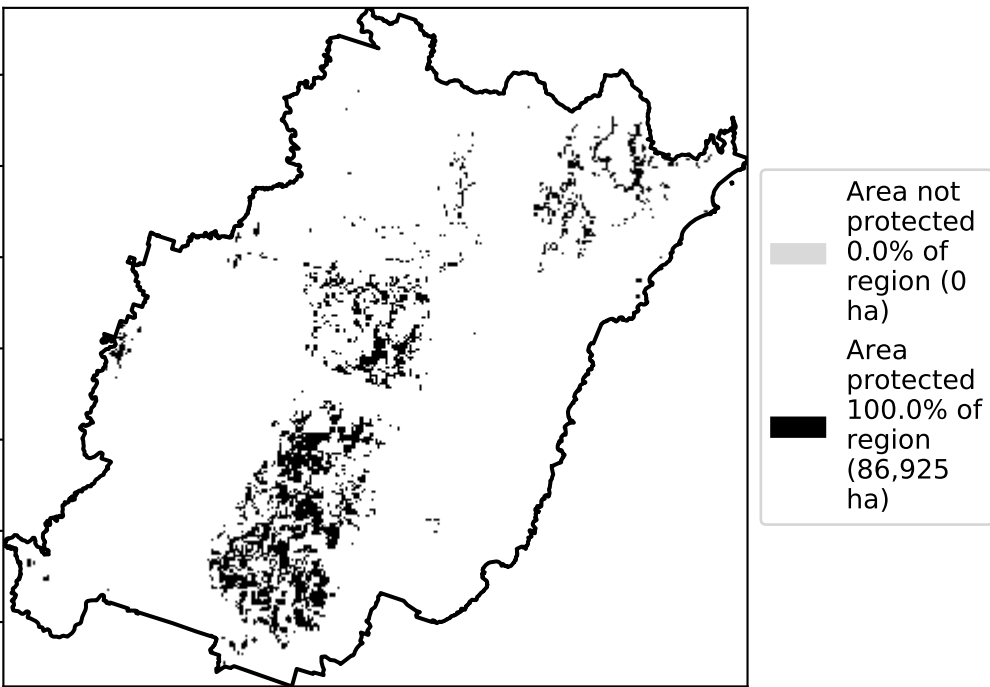 Area not
protected
0.0% of
region (0
ha)
Area
protected
100.0% of
region
(86,925
ha)